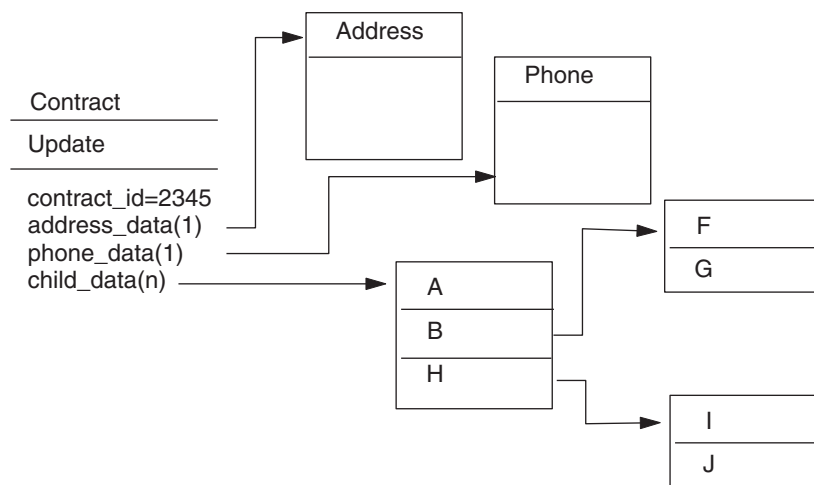 Address
Phone
Contract
Update
contract_id=2345
address_data(1)
phone_data(1)
child_data(n)
A
B
H
F
G
I
J